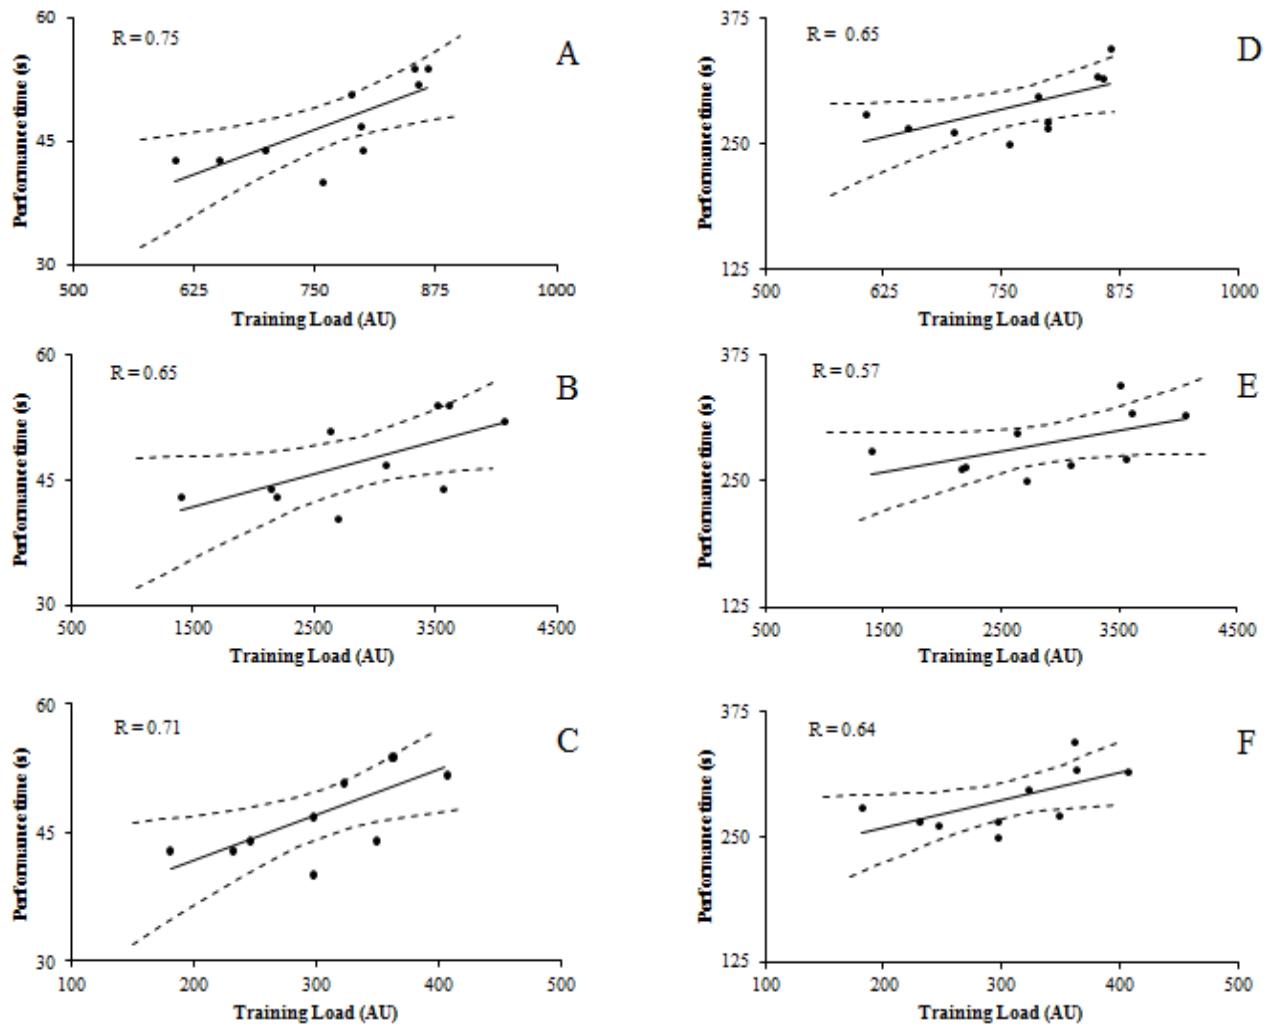 60
R = 0.75
A
45
30
500 625 750 875 1000
Performance time (s)
Training Load (AU)
375
R = 0.65
D
250
125
500 625 750 875 1000
Performance time (s)
Training Load (AU)
60
R = 0.65
B
45
30
500 1500 2500 3500 4500
Performance time (s)
Training Load (AU)
375
R = 0.57
E
250
125
500 1500 2500 3500 4500
Performance time (s)
Training Load (AU)
60
R = 0.71
C
45
30
100 200 300 400 500
Performance time (s)
Training Load (AU)
375
R = 0.64
F
250
125
100 200 300 400 500
Performance time (s)
Training Load (AU)